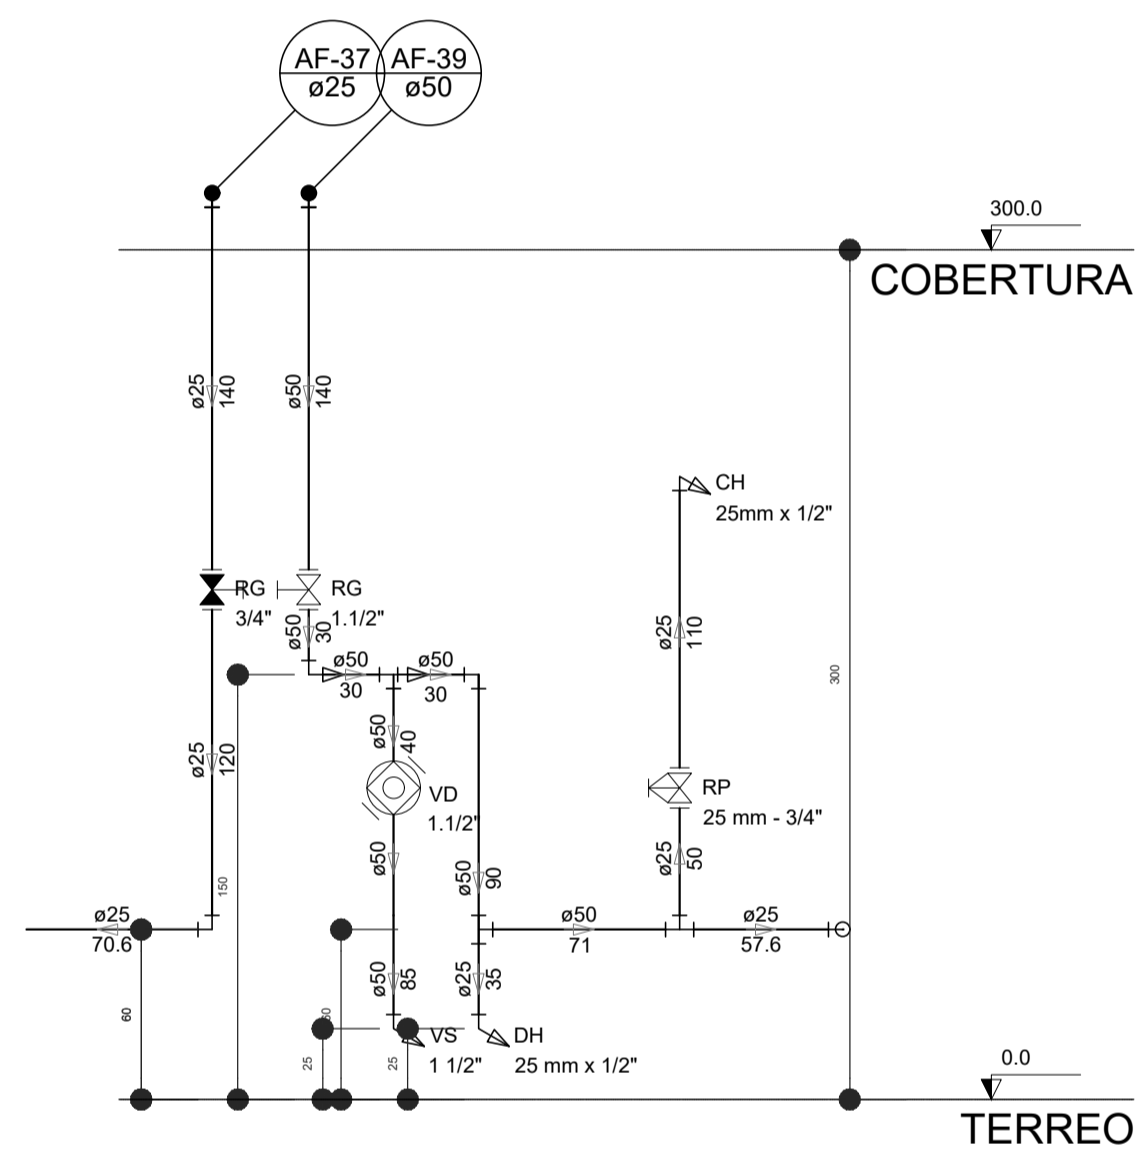 AF-37
ø25
AF-39
ø50
300.0
COBERTURA
ø25
140
ø50
140
CH
25mm x 1/2"
RG
3/4"
RG
1.1/2"
ø50
30
ø50
30
ø50
30
ø25
110
300
ø50
40
ø25
120
VD
1.1/2"
RP
25 mm - 3/4"
ø50
ø50
90
ø25
50
150
ø25
70.6
ø50
71
ø25
57.6
ø50
85
ø25
35
60
60
25
25
VS
1 1/2"
DH
25 mm x 1/2"
0.0
TERREO